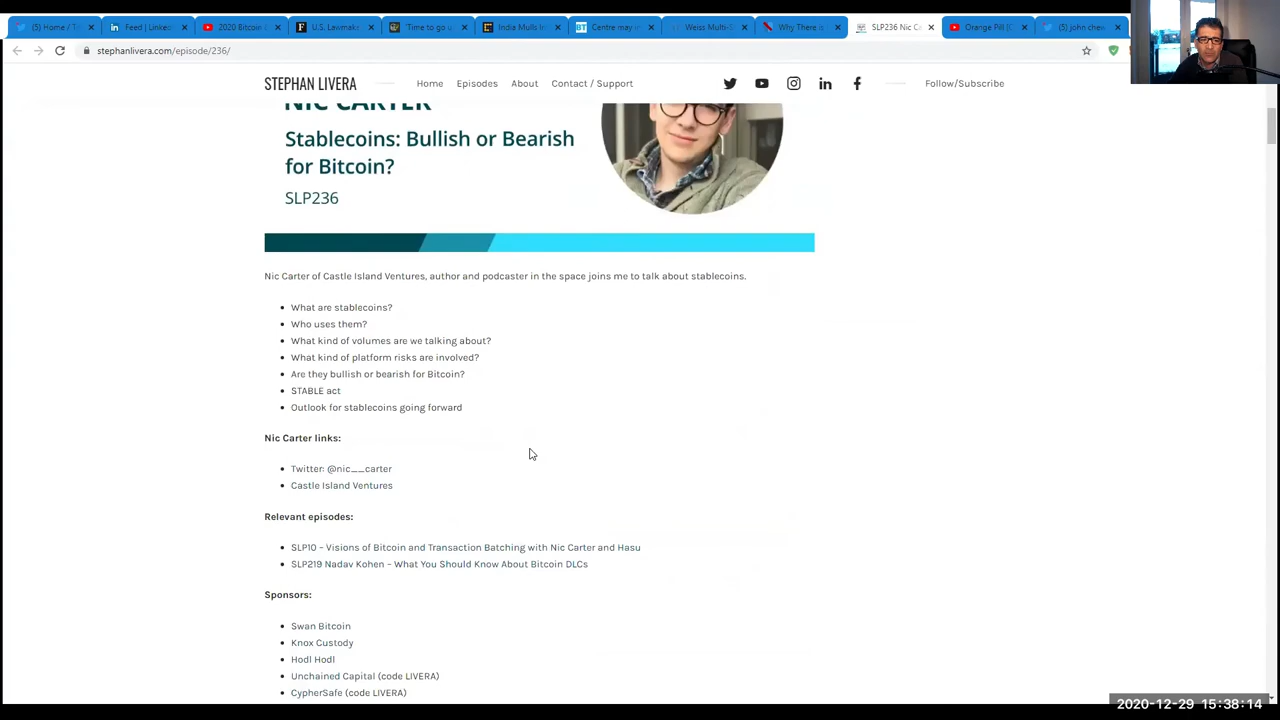 (5) Home / T
Feed | Linked
2020 Bitcoin
U.S. Lawmake
'Time to go u
India Mulls In
Centre may i
Weiss Multi-
Why There is
SLP236 Nic Ca
Orange Pill [C
(5) john chew
stephanlivera.com/episode/236/
STEPHAN LIVERA
Home
Episodes
About
Contact / Support
Follow/Subscribe
NIC CARTER
Stablecoins: Bullish or Bearish
for Bitcoin?
SLP236
Nic Carter of Castle Island Ventures, author and podcaster in the space joins me to talk about stablecoins.
What are stablecoins?
Who uses them?
What kind of volumes are we talking about?
What kind of platform risks are involved?
Are they bullish or bearish for Bitcoin?
STABLE act
Outlook for stablecoins going forward
Nic Carter links:
Twitter: @nic__carter
Castle Island Ventures
Relevant episodes:
SLP10 – Visions of Bitcoin and Transaction Batching with Nic Carter and Hasu
SLP219 Nadav Kohen – What You Should Know About Bitcoin DLCs
Sponsors:
Swan Bitcoin
Knox Custody
Hodl Hodl
Unchained Capital (code LIVERA)
CypherSafe (code LIVERA)
2020-12-29 15:38:14